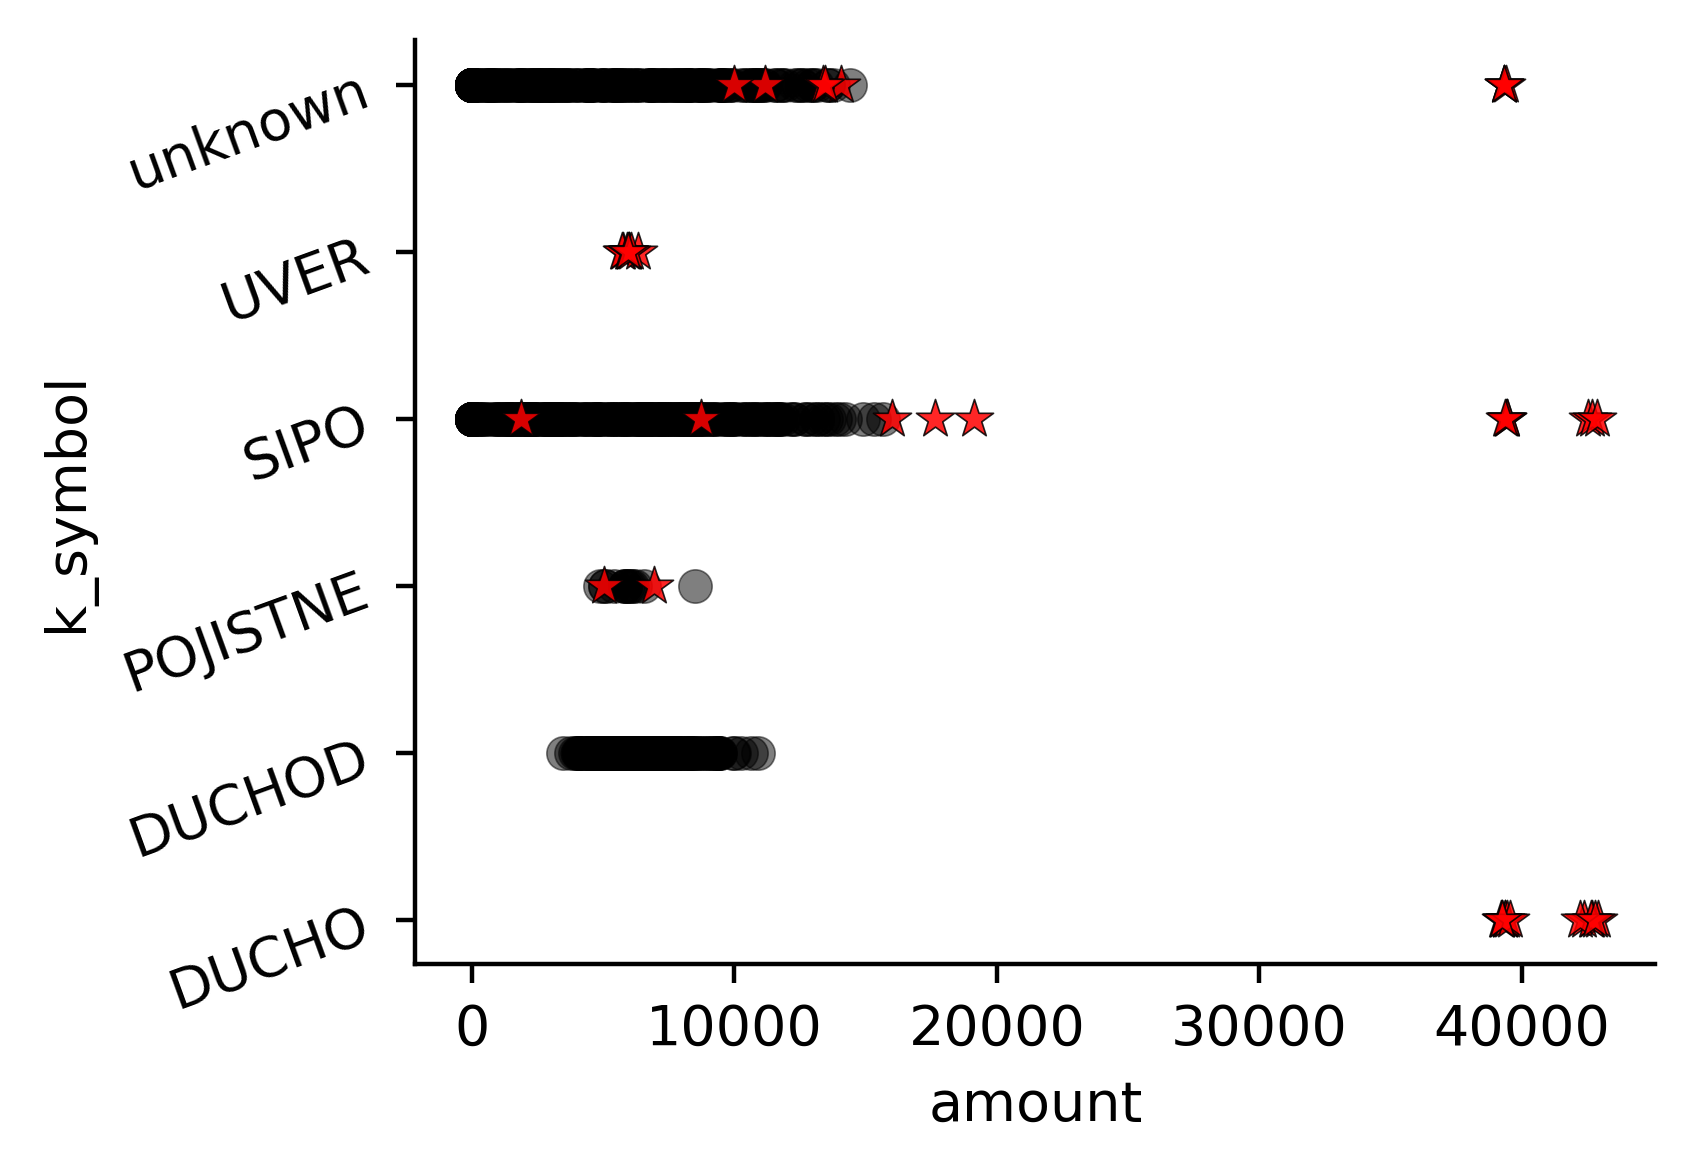 unknown
UVER
SIPO
POJISTNE
DUCHOD
DUCHO
k_symbol
0 10000 20000 30000 40000
amount